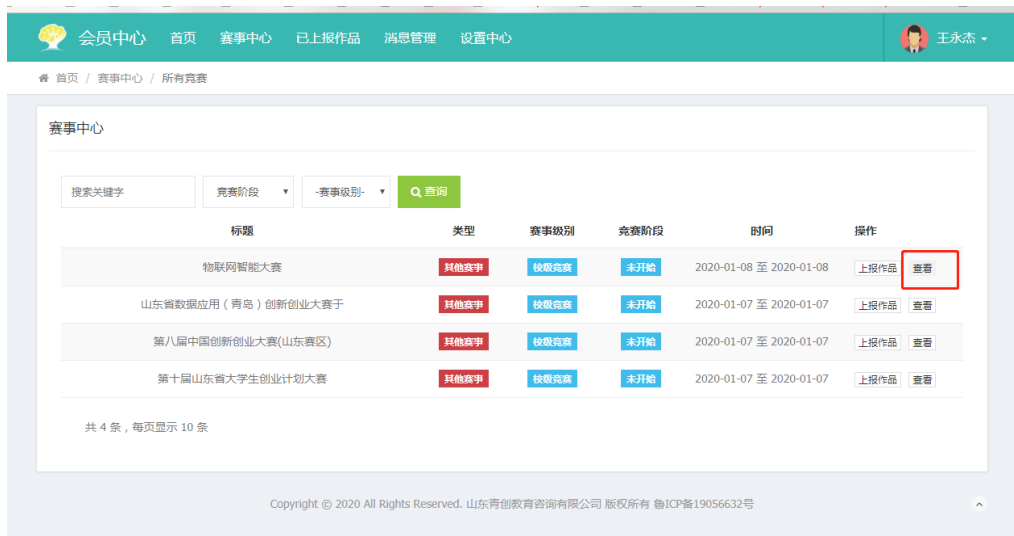 会员中心 首页 赛事中心 已上报作品 消息管理 设置中心 王永杰
首页 / 赛事中心 / 所有竞赛
赛事中心
搜索关键字 竞赛阶段 -赛事级别- 查询
标题 类型 赛事级别 竞赛阶段 时间 操作
物联网智能大赛 其他赛事 校级竞赛 未开始 2020-01-08 至 2020-01-08 上报作品 查看
山东省数据应用（青岛）创新创业大赛于 其他赛事 校级竞赛 未开始 2020-01-07 至 2020-01-07 上报作品 查看
第八届中国创新创业大赛(山东赛区) 其他赛事 校级竞赛 未开始 2020-01-07 至 2020-01-07 上报作品 查看
第十届山东省大学生创业计划大赛 其他赛事 校级竞赛 未开始 2020-01-07 至 2020-01-07 上报作品 查看
共 4 条，每页显示 10 条
Copyright © 2020 All Rights Reserved. 山东青创教育咨询有限公司 版权所有 鲁ICP备19056632号